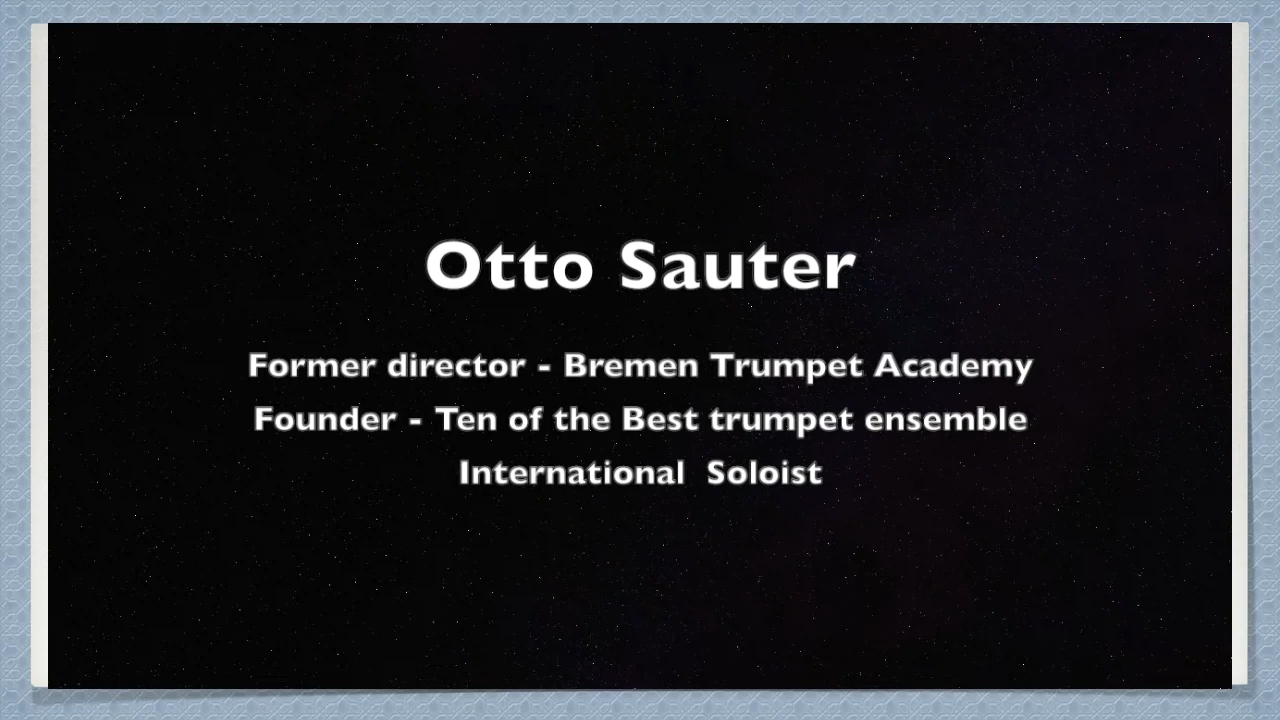 Otto Sauter
Former director - Bremen Trumpet Academy
Founder - Ten of the Best trumpet ensemble
International Soloist